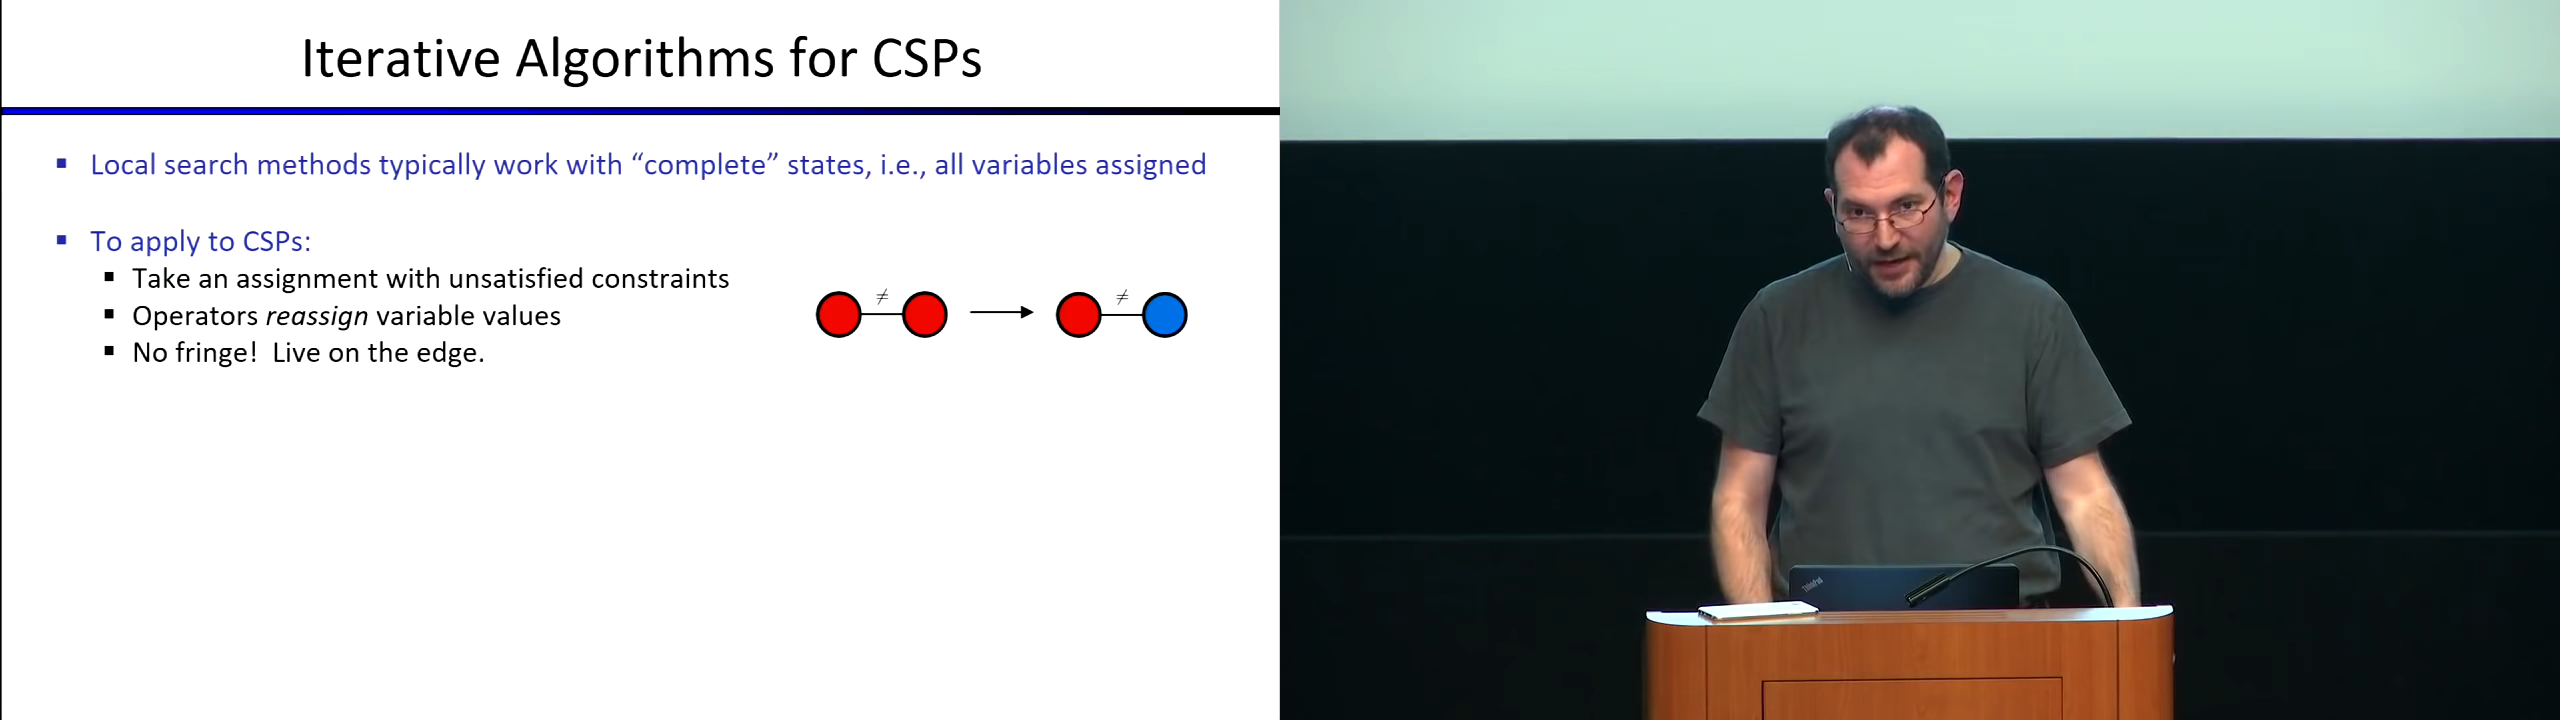 Iterative Algorithms for CSPs
Local search methods typically work with “complete” states, i.e., all variables assigned
To apply to CSPs:
Take an assignment with unsatisfied constraints
Operators reassign variable values
No fringe!  Live on the edge.
≠ ≠
ThinkPad